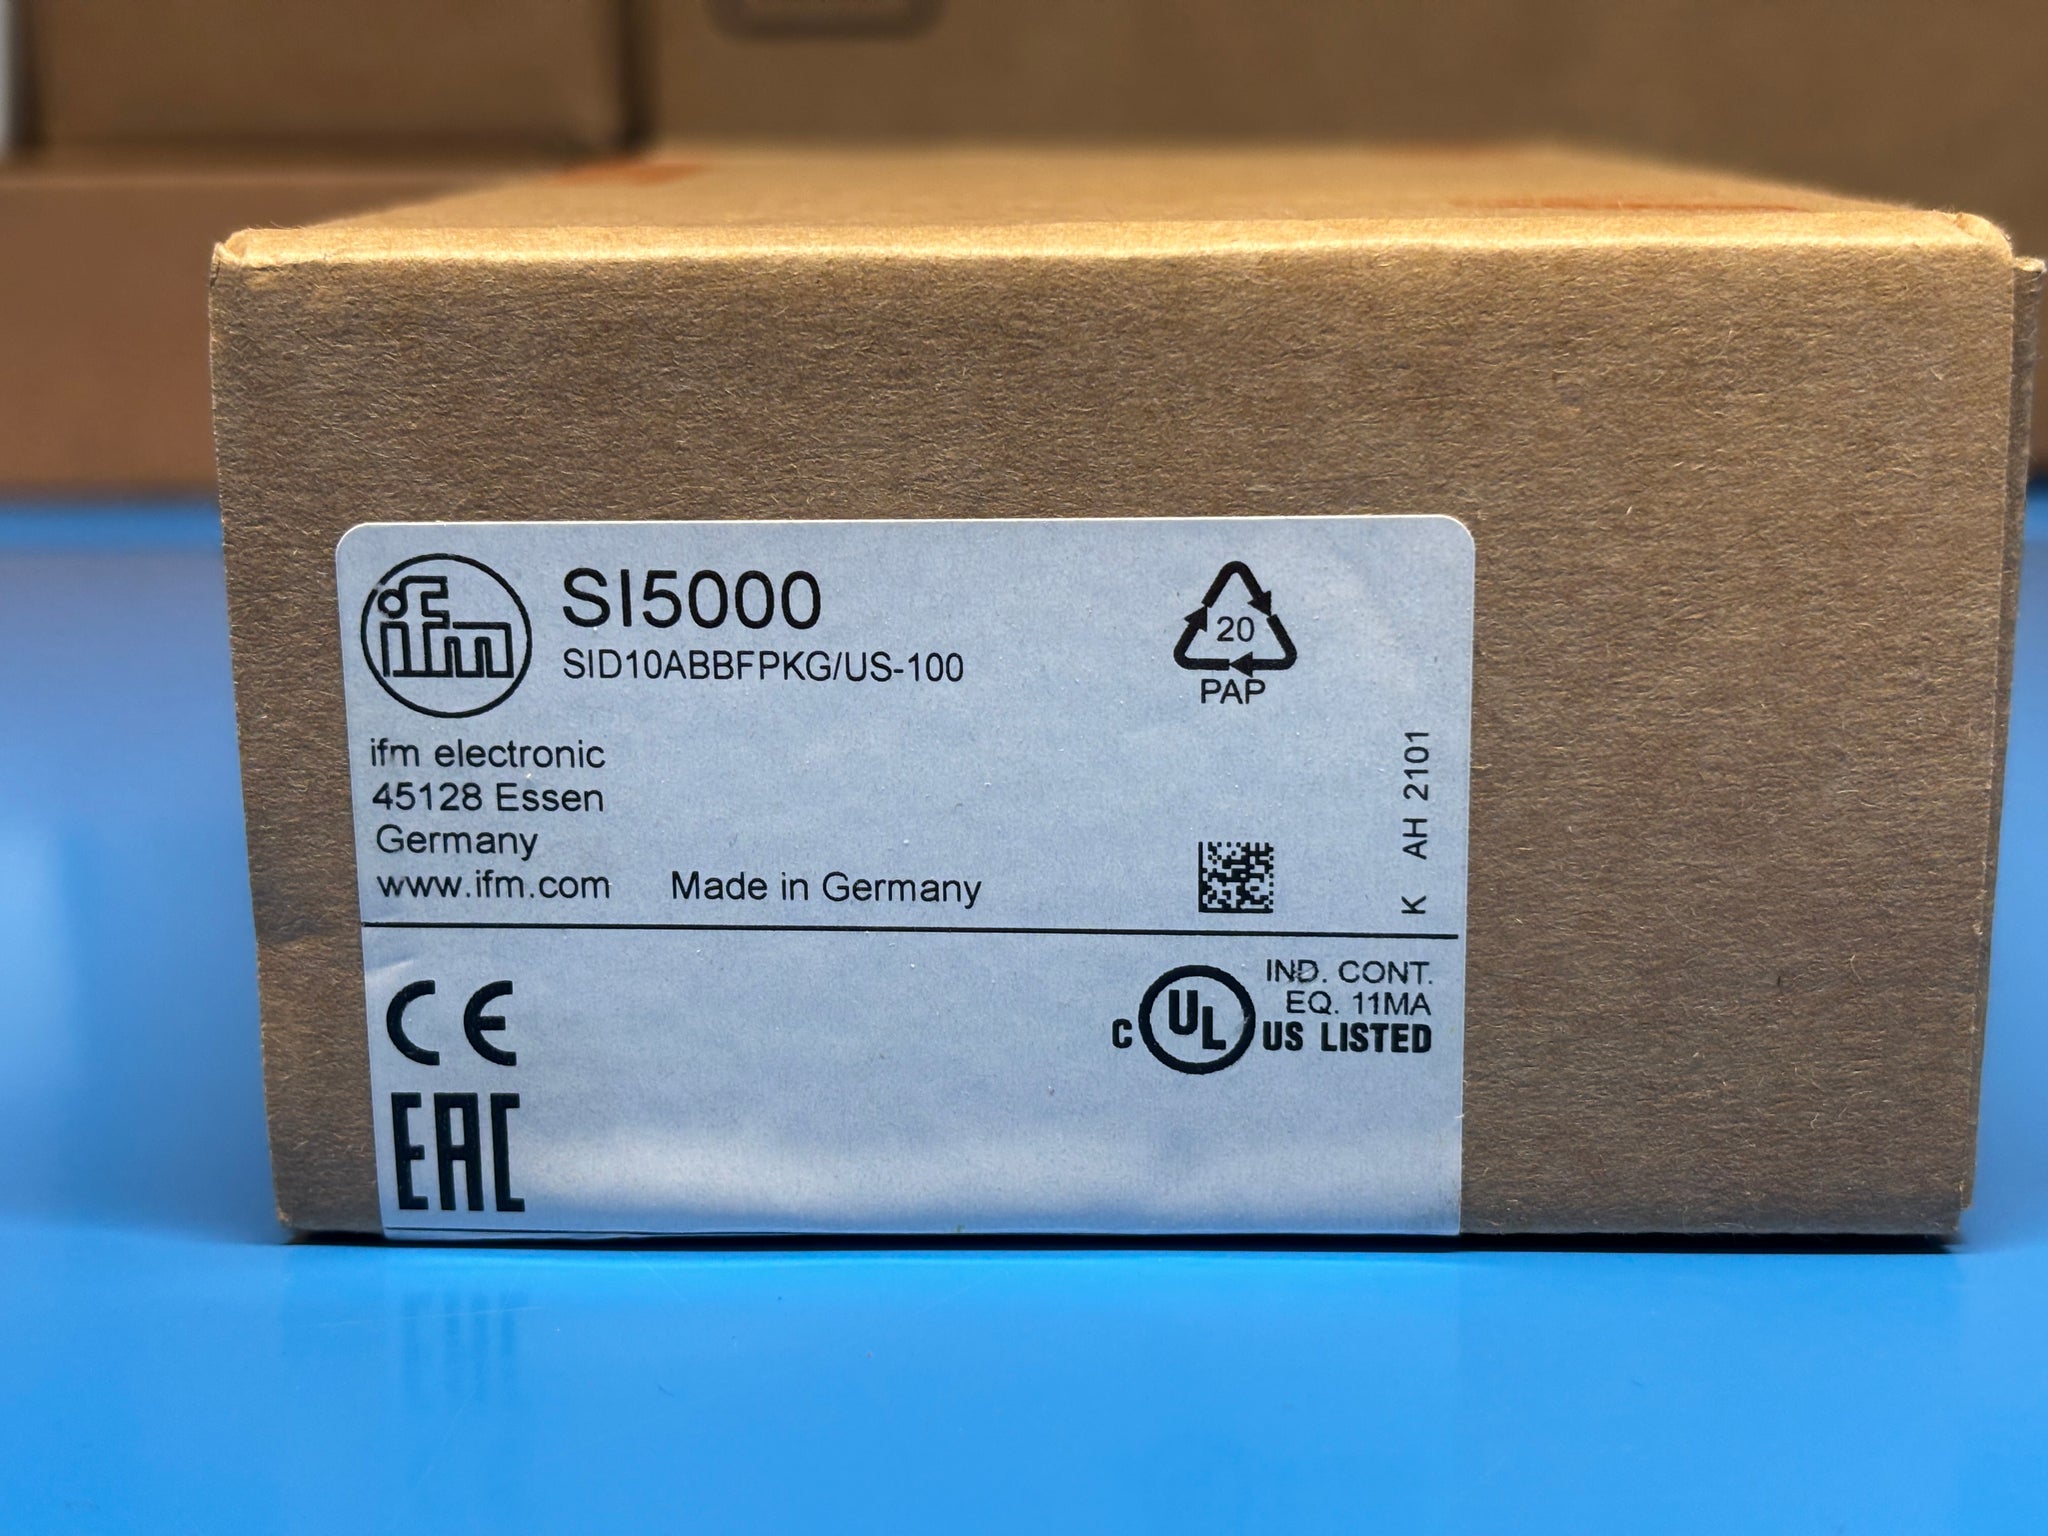 ifm
SI5000
SID10ABBFPKG/US-100
20
PAP
ifm electronic
45128 Essen
Germany
www.ifm.com
Made in Germany
K AH 2101
CE
EAC
C UL US LISTED
IND. CONT.
EQ. 11MA